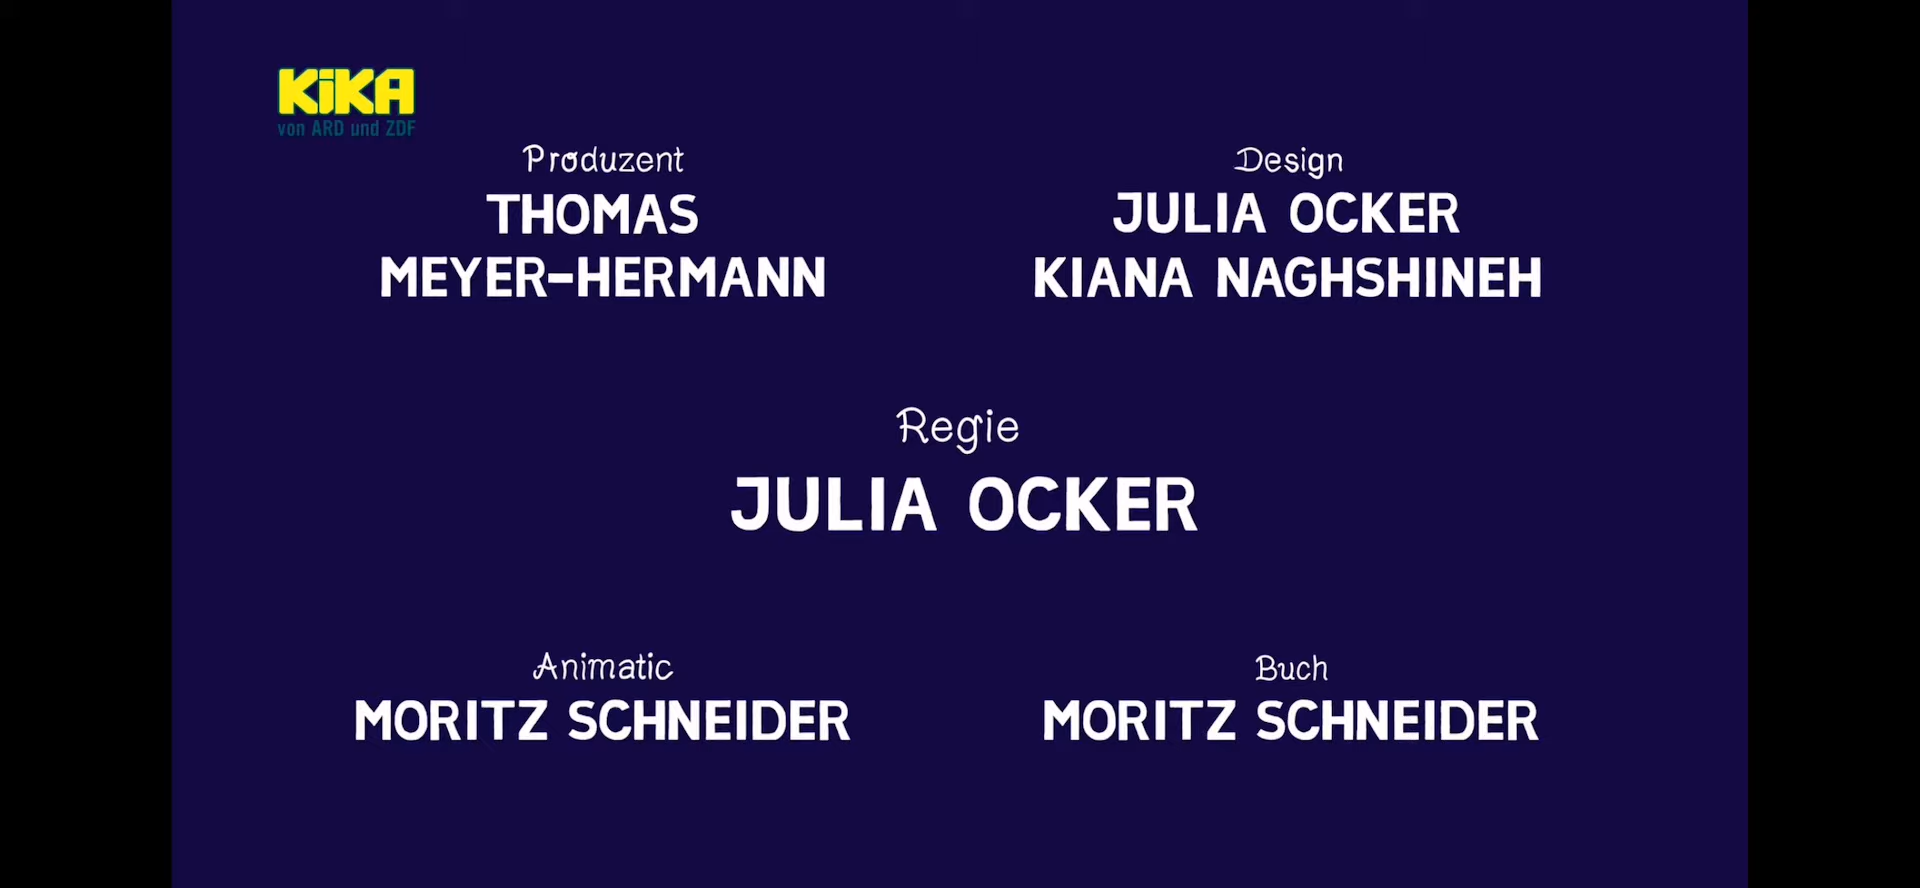 KiKA
von ARD und ZDF
Produzent
THOMAS
MEYER-HERMANN
Design
JULIA OCKER
KIANA NAGHSHINEH
Regie
JULIA OCKER
Animatic
MORITZ SCHNEIDER
Buch
MORITZ SCHNEIDER